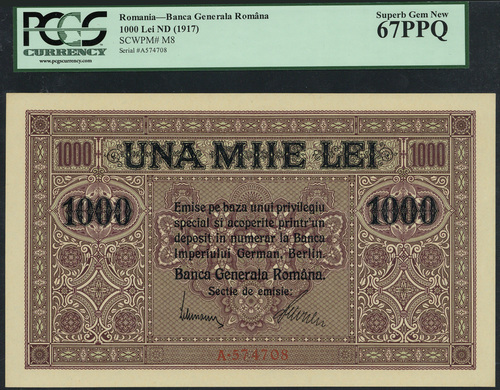 PCGS
CURRENCY
www.pcgscurrency.com
Romania—Banca Generala Româna
1000 Lei ND (1917)
SCWPM# M8
Serial #A574708
Superb Gem New
67PPQ
1000 UNA MIIE LEI 1000
1000 1000
Emise pe baza unui privilegiu
special si acoperite printr'un
deposit in numerar la Banca
Imperiului German, Berlin.
Banca Generala Româna.
Sectie de emisie:
A·574708